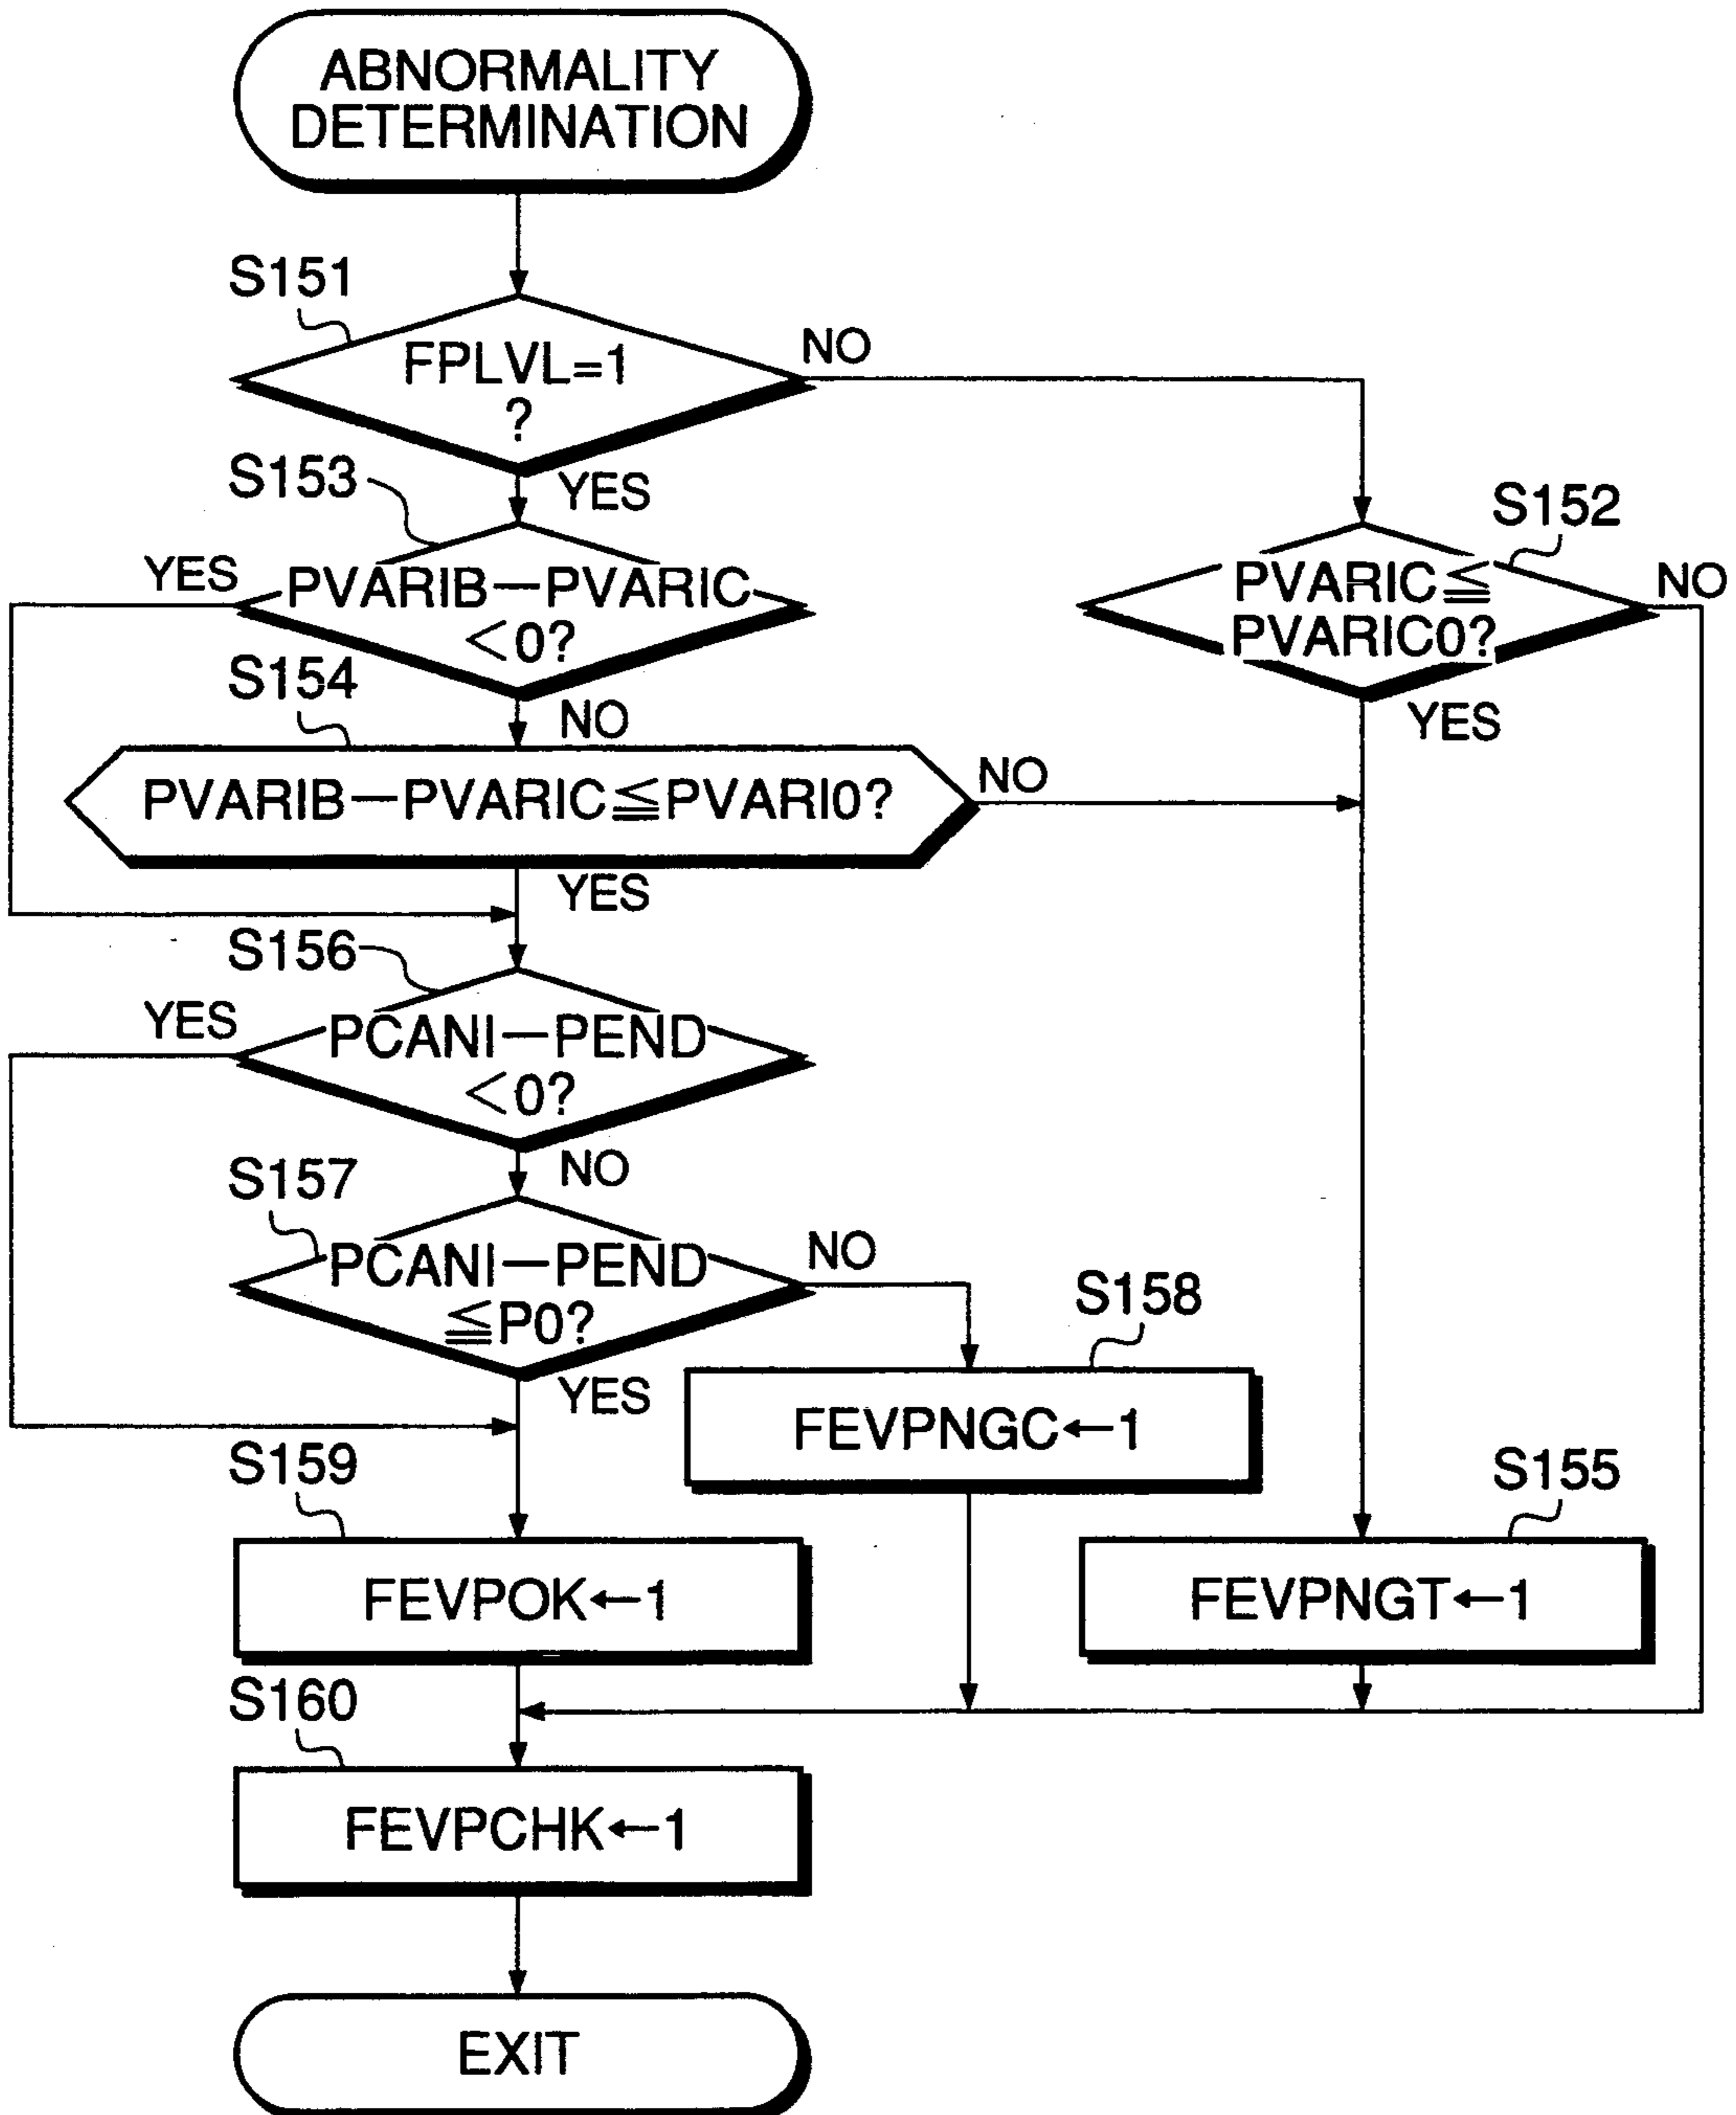 ABNORMALITY
DETERMINATION
S151
FPLVL=1
?
NO
YES
S153
YES
PVARIB－PVARIC
<0?
NO
S152
PVARIC≦
PVARIC0?
NO
YES
S154
PVARIB－PVARIC≦PVARI0?
NO
YES
S156
YES
PCANI－PEND
<0?
NO
S157
PCANI－PEND
≦P0?
NO
YES
S158
FEVPNGC←1
S159
FEVPOK←1
S155
FEVPNGT←1
S160
FEVPCHK←1
EXIT